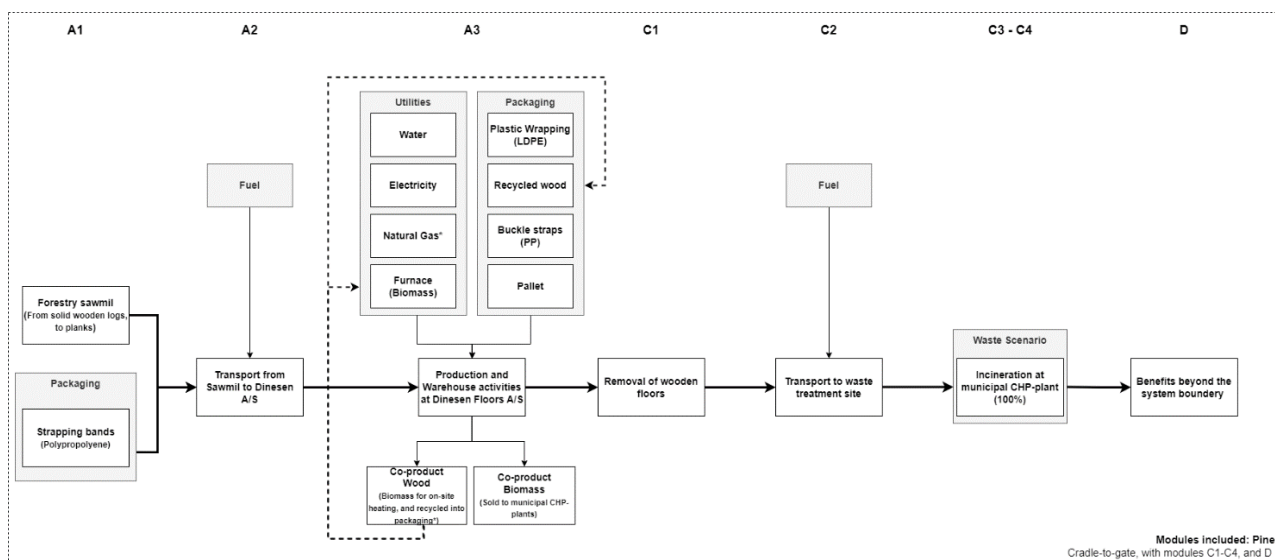 A1
A2
A3
C1
C2
C3 - C4
D
Utilities
Water
Electricity
Natural Gas*
Furnace
(Biomass)
Packaging
Plastic Wrapping
(LDPE)
Recycled wood
Buckle straps
(PP)
Pallet
Fuel
Fuel
Forestry sawmil
(From solid wooden logs,
to planks)
Packaging
Strapping bands
(Polypropolyene)
Transport from
Sawmill to Dinesen
A/S
Production and
Warehouse activities
at Dinesen Floors A/S
Removal of wooden
floors
Transport to waste
treatment site
Waste Scenario
Incineration at
municipal CHP-plant
(100%)
Benefits beyond the
system boundery
Co-product
Wood
(Biomass for on-site
heating, and recycled into
packaging*)
Co-product
Biomass
(Sold to municipal CHP-
plants)
Modules included: Pine
Cradle-to-gate, with modules C1-C4, and D